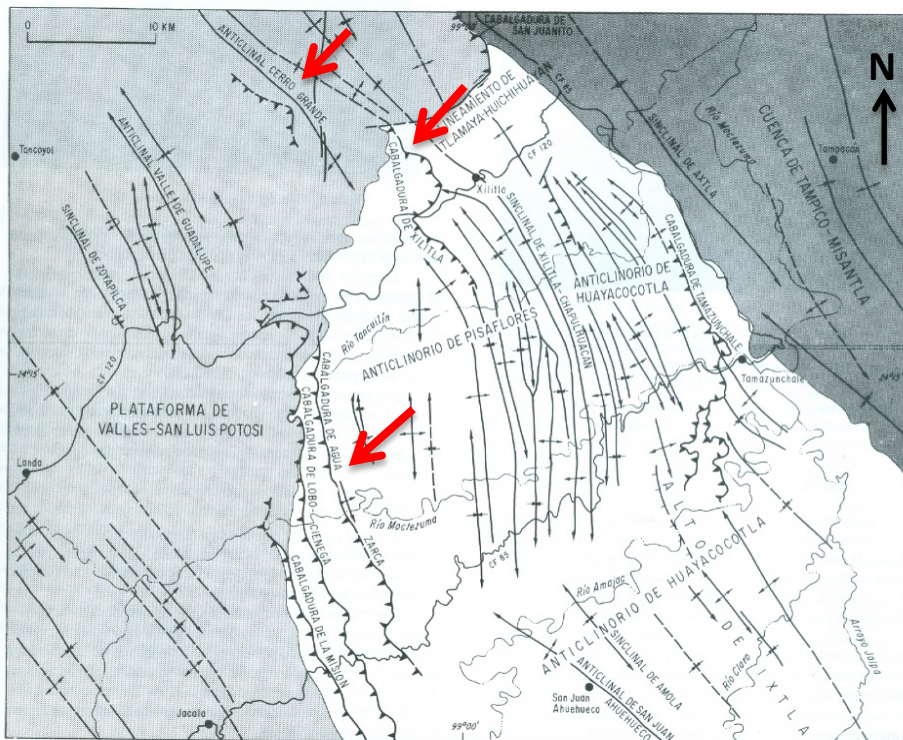 0 10 KM
99°00'
CABALGADURA DE
SAN JUANITO
N
ANTICLINAL CERRO GRANDE
LINEAMIENTO DE
TLAMAYA-HUICHIHUAYAN
CF 85
CF 120
Río Moctezuma
CUENCA DE TAMPICO-MISANTLA
Tampacán
SINCLINAL DE AXTLA
Tancoyol
ANTICLINAL VALLE DE GUADALUPE
SINCLINAL DE ZOYAPILCA
CABALGADURA DE XILITLA
Xilitla
SINCLINAL DE XILITLA-CHAPULHUACAN
ANTICLINORIO DE
HUAYACOCOTLA
CABALGADURA DE TAMAZUNCHALE
CF 120
Río Tancuilín
ANTICLINORIO DE PISAFLORES
21°15'
21°15'
Tamazunchale
PLATAFORMA DE
VALLES-SAN LUIS POTOSI
CABALGADURA DE AGUA
ZARCA
CABALGADURA DE LOBO-CIENEGA
CABALGADURA DE LA MISION
Landa
Río Moctezuma
CF 85
ALTO DE IXTLA
ANTICLINORIO DE HUAYACOCOTLA
Río Amajac
SINCLINAL DE AMOLA
ANTICLINAL DE SAN JUAN
AHUEHUECO
Río Claro
Arroyo Jalpa
San Juan
Ahuehueco
Jacala
99°00'